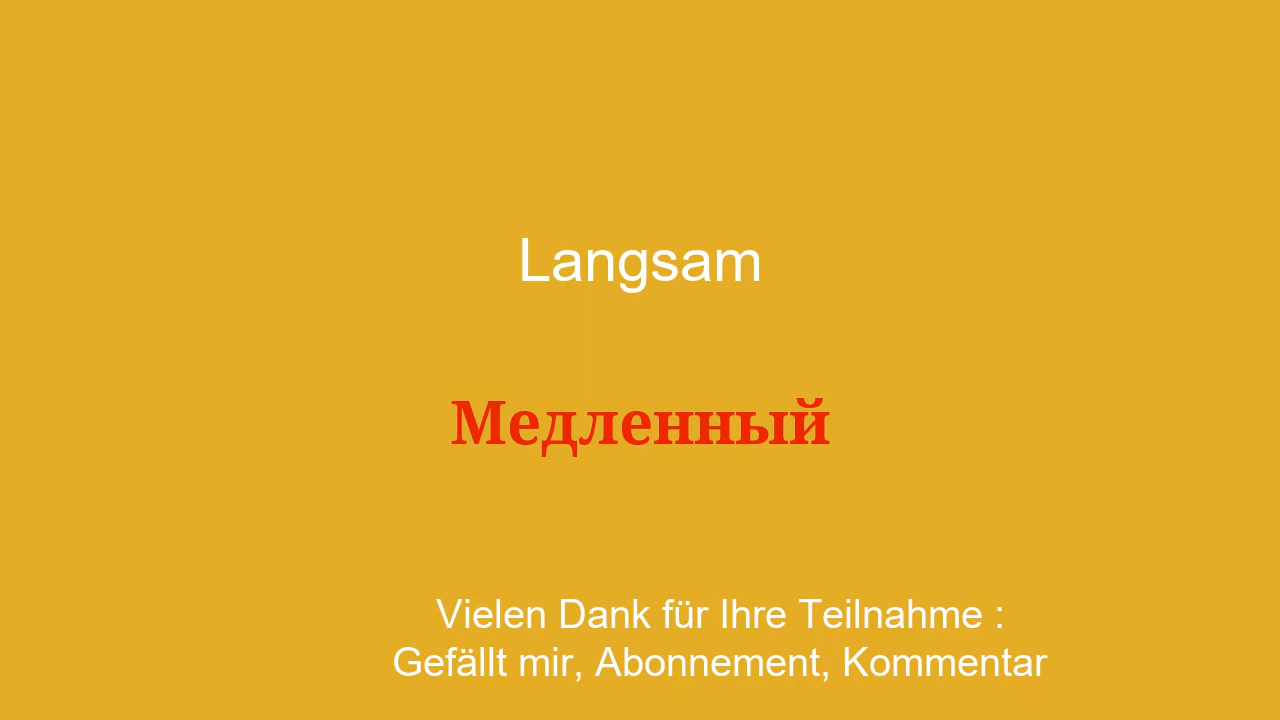 Langsam
Медленный
Vielen Dank für Ihre Teilnahme :
Gefällt mir, Abonnement, Kommentar